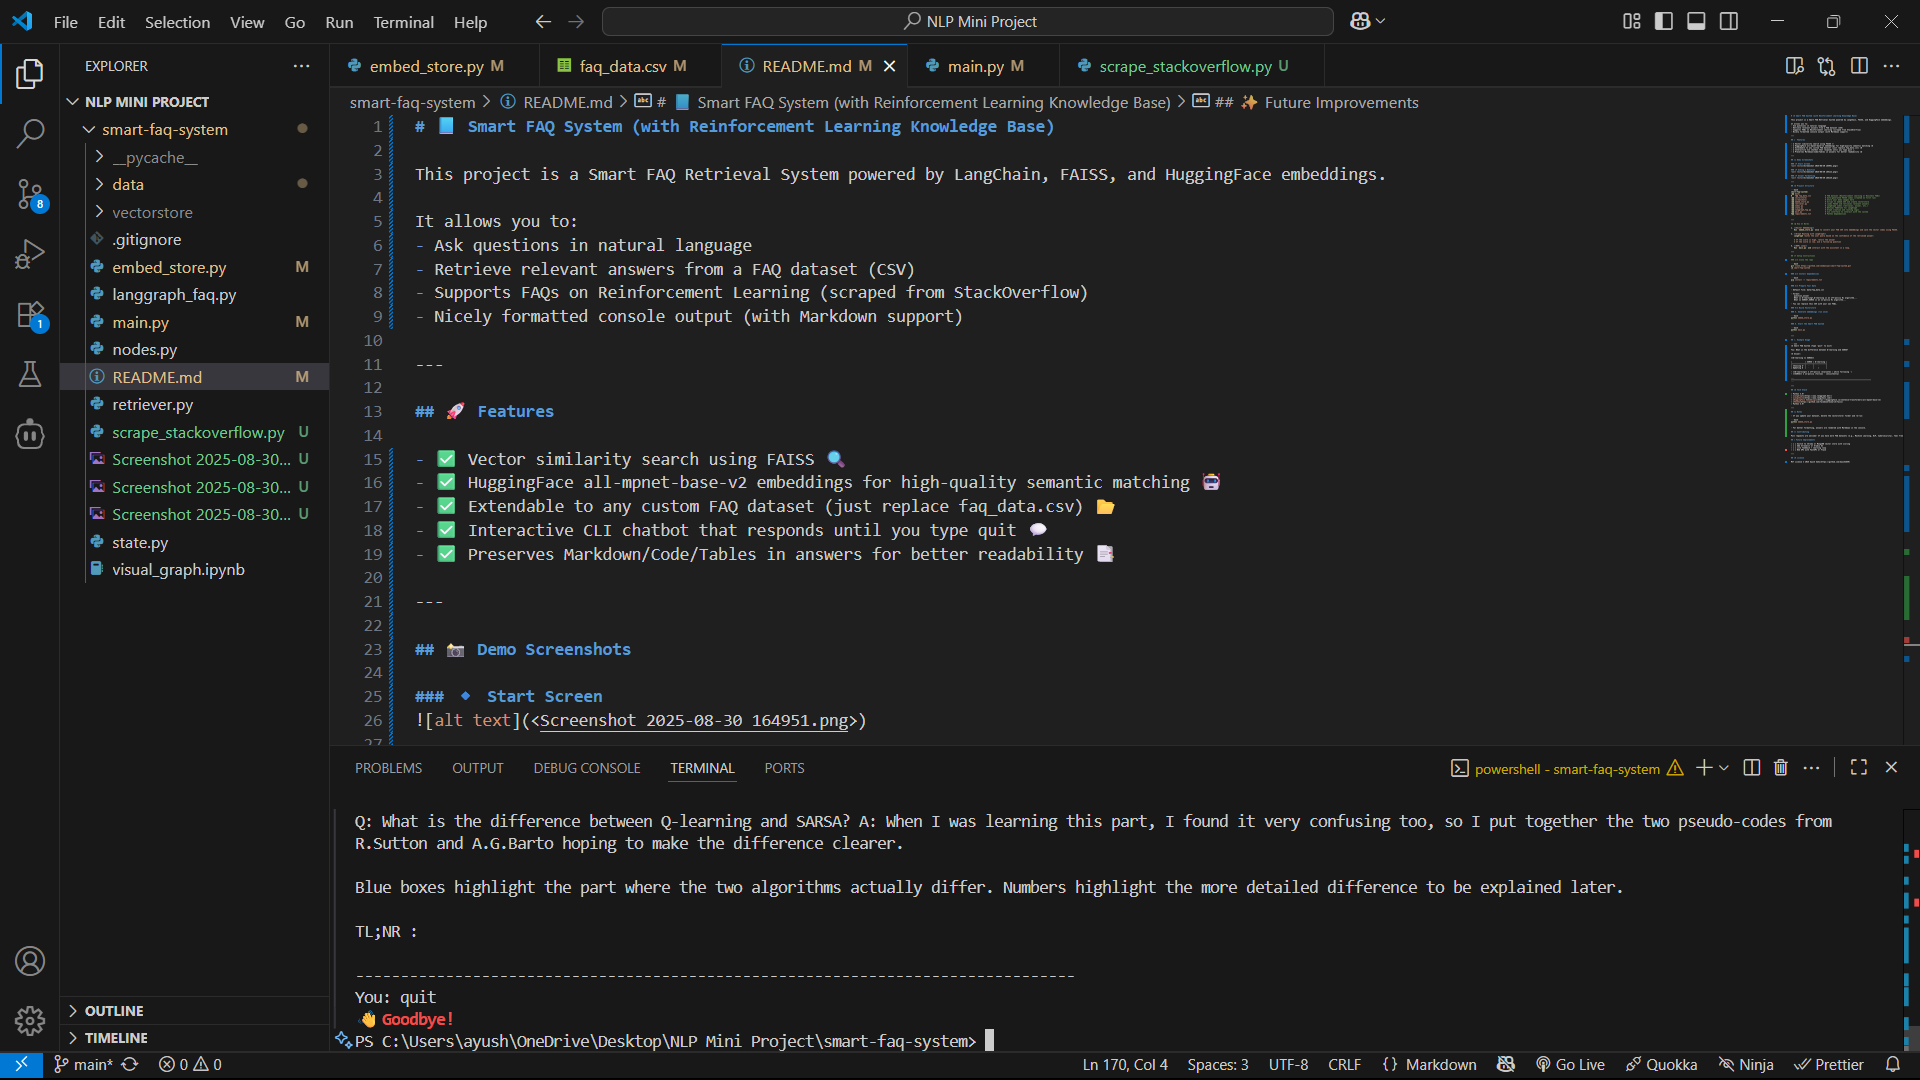 File Edit Selection View Go Run Terminal Help
NLP Mini Project
EXPLORER
NLP MINI PROJECT
smart-faq-system
__pycache__
data
vectorstore
.gitignore
embed_store.py M
langgraph_faq.py
main.py M
nodes.py
README.md M
retriever.py
scrape_stackoverflow.py U
Screenshot 2025-08-30... U
Screenshot 2025-08-30... U
Screenshot 2025-08-30... U
state.py
visual_graph.ipynb
OUTLINE
TIMELINE
8
1
embed_store.py M faq_data.csv M README.md M main.py M scrape_stackoverflow.py U
smart-faq-system > README.md > # 📘 Smart FAQ System (with Reinforcement Learning Knowledge Base) > ## ✨ Future Improvements
1 # 📘 Smart FAQ System (with Reinforcement Learning Knowledge Base)
2
3 This project is a Smart FAQ Retrieval System powered by LangChain, FAISS, and HuggingFace embeddings.
4
5 It allows you to:
6 - Ask questions in natural language
7 - Retrieve relevant answers from a FAQ dataset (CSV)
8 - Supports FAQs on Reinforcement Learning (scraped from StackOverflow)
9 - Nicely formatted console output (with Markdown support)
10
11 ---
12
13 ## 🚀 Features
14
15 - ✅ Vector similarity search using FAISS 🔍
16 - ✅ HuggingFace all-mpnet-base-v2 embeddings for high-quality semantic matching 🤖
17 - ✅ Extendable to any custom FAQ dataset (just replace faq_data.csv) 📂
18 - ✅ Interactive CLI chatbot that responds until you type quit 💬
19 - ✅ Preserves Markdown/Code/Tables in answers for better readability 📑
20
21 ---
22
23 ## 📸 Demo Screenshots
24
25 ### 🔹 Start Screen
26 ![alt text](<Screenshot 2025-08-30 164951.png>)
27
PROBLEMS OUTPUT DEBUG CONSOLE TERMINAL PORTS
powershell - smart-faq-system
Q: What is the difference between Q-learning and SARSA? A: When I was learning this part, I found it very confusing too, so I put together the two pseudo-codes from
R.Sutton and A.G.Barto hoping to make the difference clearer.
Blue boxes highlight the part where the two algorithms actually differ. Numbers highlight the more detailed difference to be explained later.
TL;NR :
--------------------------------------------------------------------------------
You: quit
👋 Goodbye!
PS C:\Users\ayush\OneDrive\Desktop\NLP Mini Project\smart-faq-system>
main* 0 0 Ln 170, Col 4 Spaces: 3 UTF-8 CRLF {} Markdown Go Live Quokka Ninja Prettier